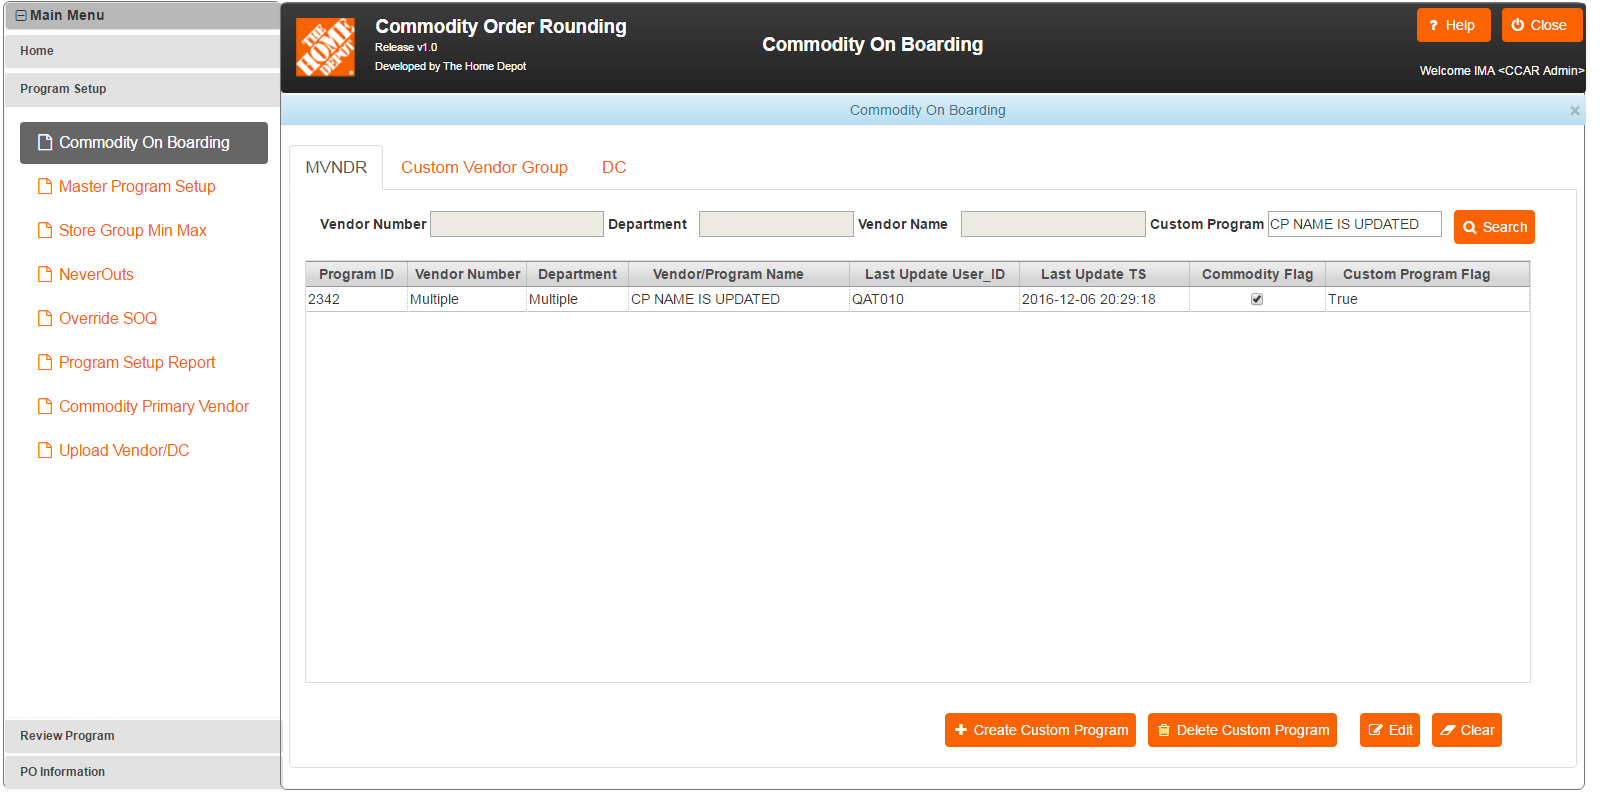 Main Menu
Home
Program Setup
Commodity On Boarding
Master Program Setup
Store Group Min Max
NeverOuts
Override SOQ
Program Setup Report
Commodity Primary Vendor
Upload Vendor/DC
Review Program
PO Information
THE HOME DEPOT
Commodity Order Rounding
Release v1.0
Developed by The Home Depot
Commodity On Boarding
? Help
Close
Welcome IMA <CCAR Admin>
Commodity On Boarding ×
MVNDR Custom Vendor Group DC
Vendor Number Department Vendor Name Custom Program CP NAME IS UPDATED Search
Program ID Vendor Number Department Vendor/Program Name Last Update User_ID Last Update TS Commodity Flag Custom Program Flag
2342 Multiple Multiple CP NAME IS UPDATED QAT010 2016-12-06 20:29:18 True
Create Custom Program Delete Custom Program Edit Clear